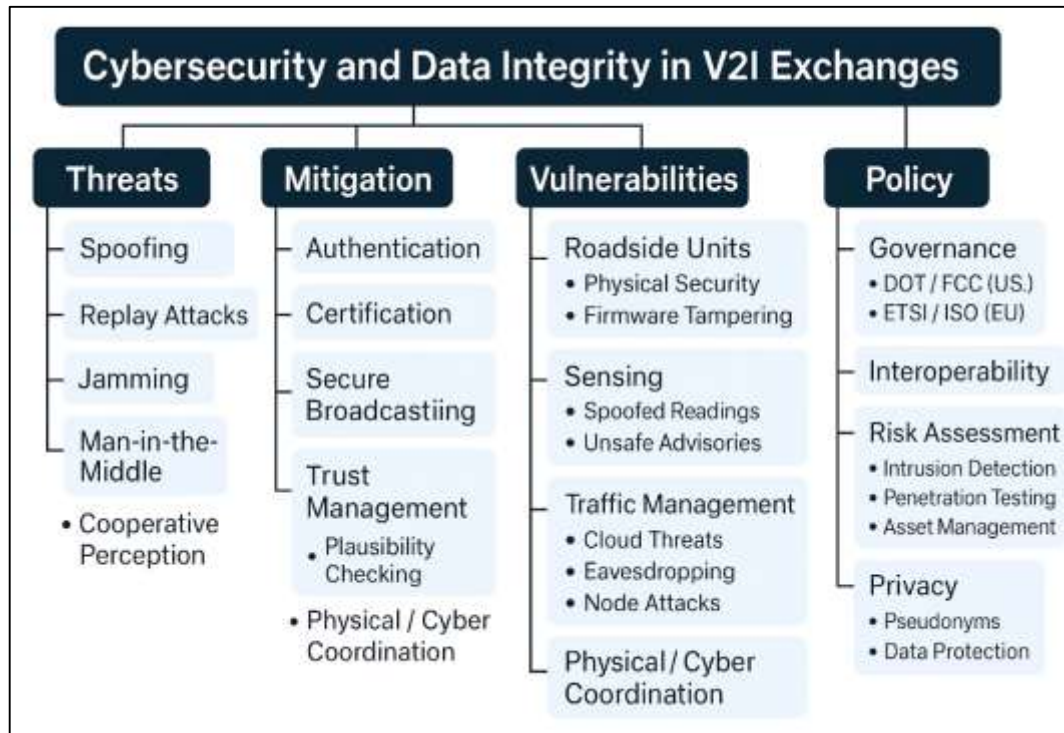 Cybersecurity and Data Integrity in V2I Exchanges
Threats
Spoofing
Replay Attacks
Jamming
Man-in-the-
Middle
• Cooperative
Perception
Mitigation
Authentication
Certification
Secure
Broadcastiing
Trust
Management
• Plausibility
Checking
• Physical / Cyber
Coordination
Vulnerabilities
Roadside Units
• Physical Security
• Firmware Tampering
Sensing
• Spoofed Readings
• Unsafe Advisories
Traffic Management
• Cloud Threats
• Eavesdropping
• Node Attacks
Physical / Cyber
Coordination
Policy
Governance
• DOT / FCC (US.)
• ETSI / ISO (EU)
Interoperability
Risk Assessment
• Intrusion Detection
• Penetration Testing
• Asset Management
Privacy
• Pseudonyms
• Data Protection